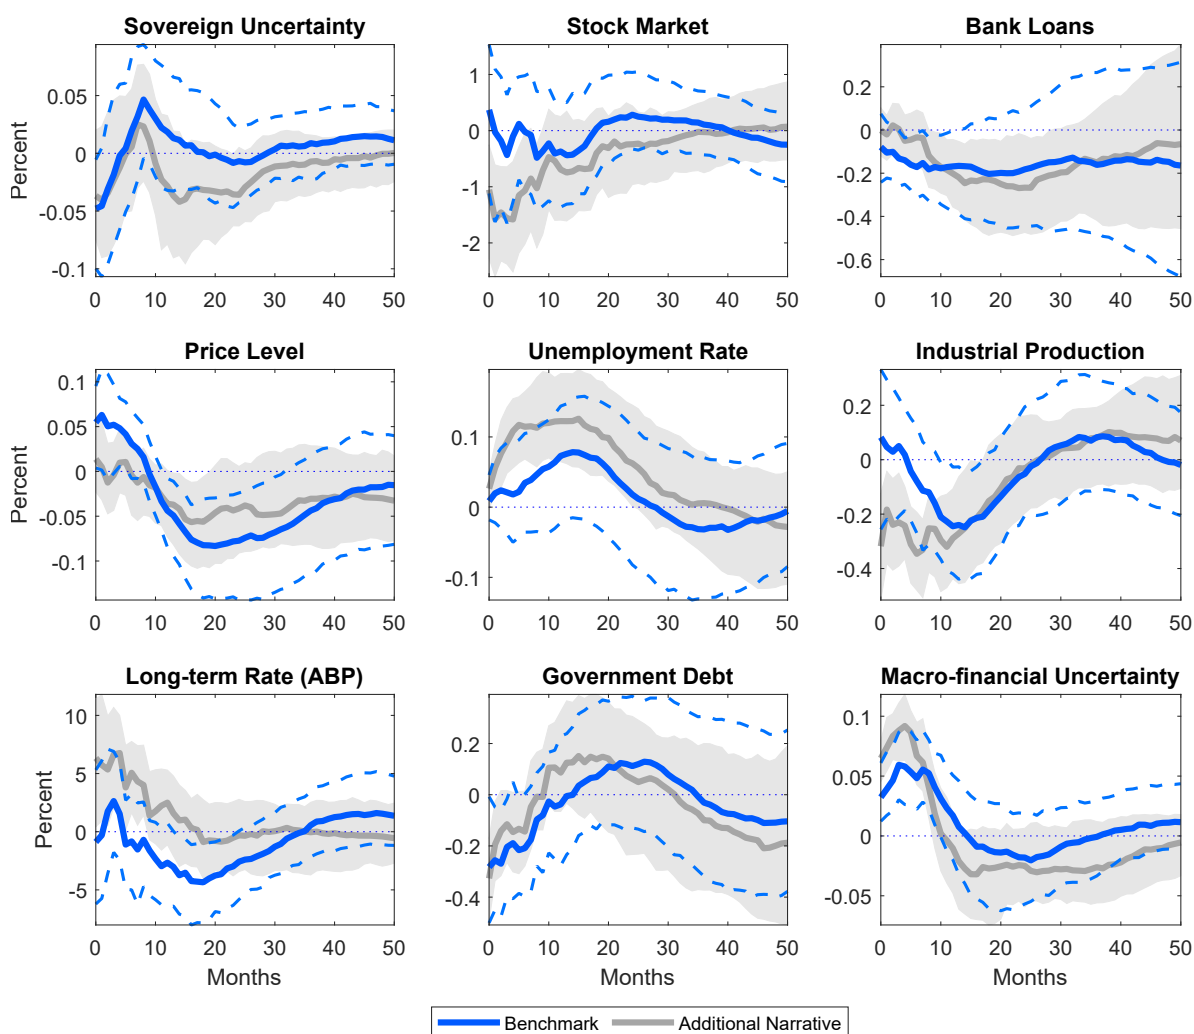 Sovereign Uncertainty
Stock Market
Bank Loans
Percent
0.05
0
-0.05
-0.1
0 10 20 30 40 50
1
0
-1
-2
0 10 20 30 40 50
0.2
0
-0.2
-0.4
-0.6
0 10 20 30 40 50
Price Level
Unemployment Rate
Industrial Production
Percent
0.1
0.05
0
-0.05
-0.1
0 10 20 30 40 50
0.1
0
-0.1
0 10 20 30 40 50
0.2
0
-0.2
-0.4
0 10 20 30 40 50
Long-term Rate (ABP)
Government Debt
Macro-financial Uncertainty
Percent
10
5
0
-5
0 10 20 30 40 50
Months
0.2
0
-0.2
-0.4
0 10 20 30 40 50
Months
0.1
0.05
0
-0.05
0 10 20 30 40 50
Months
Benchmark
Additional Narrative